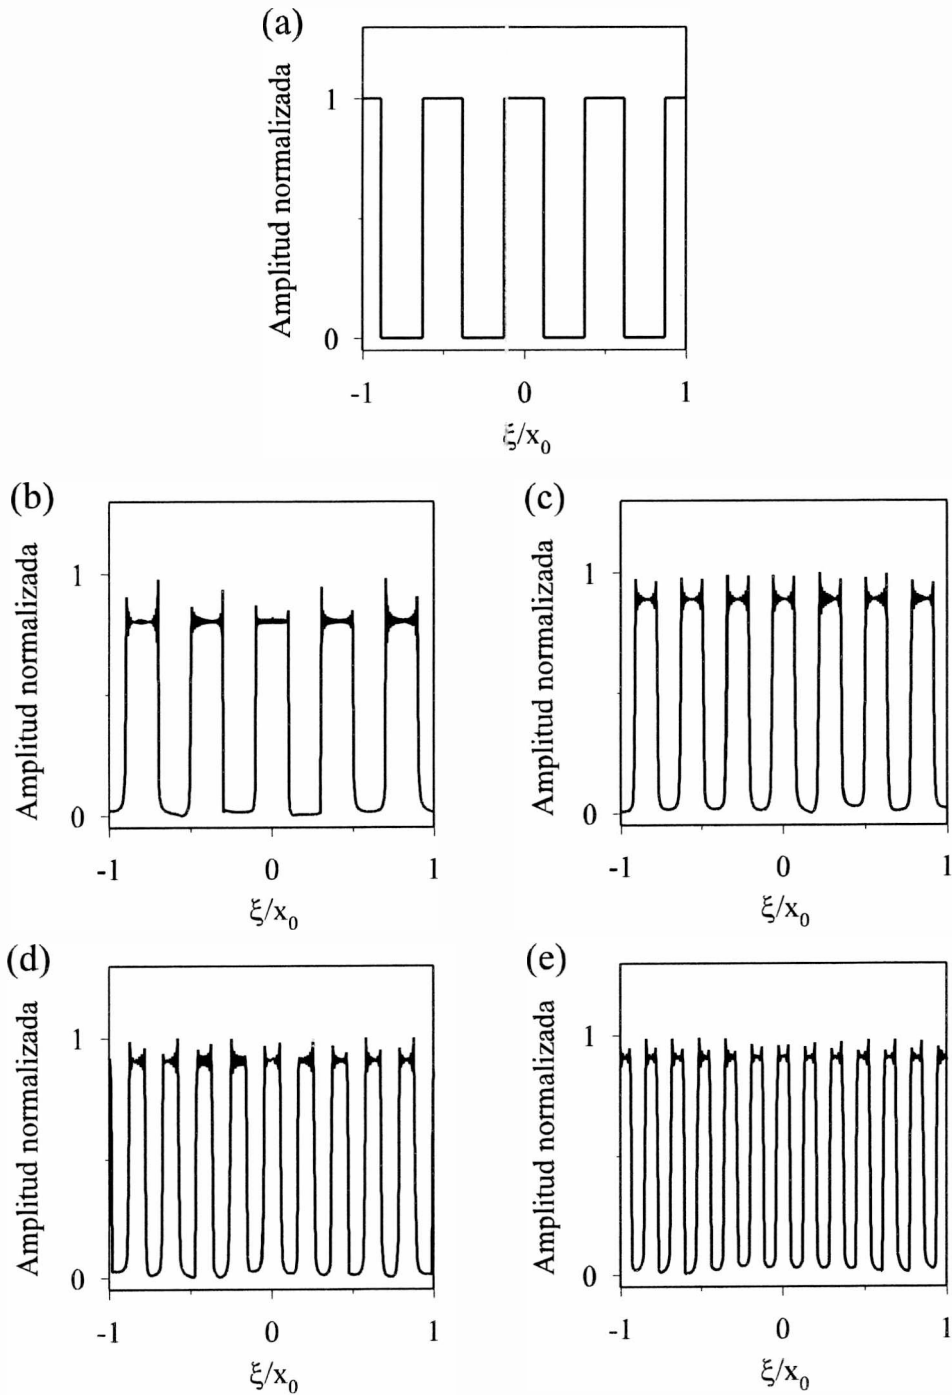 (a)
Amplitud normalizada
1
0
-1 0 1
ξ/x₀
(b)
Amplitud normalizada
1
0
-1 0 1
ξ/x₀
(c)
Amplitud normalizada
1
0
-1 0 1
ξ/x₀
(d)
Amplitud normalizada
1
0
-1 0 1
ξ/x₀
(e)
Amplitud normalizada
1
0
-1 0 1
ξ/x₀